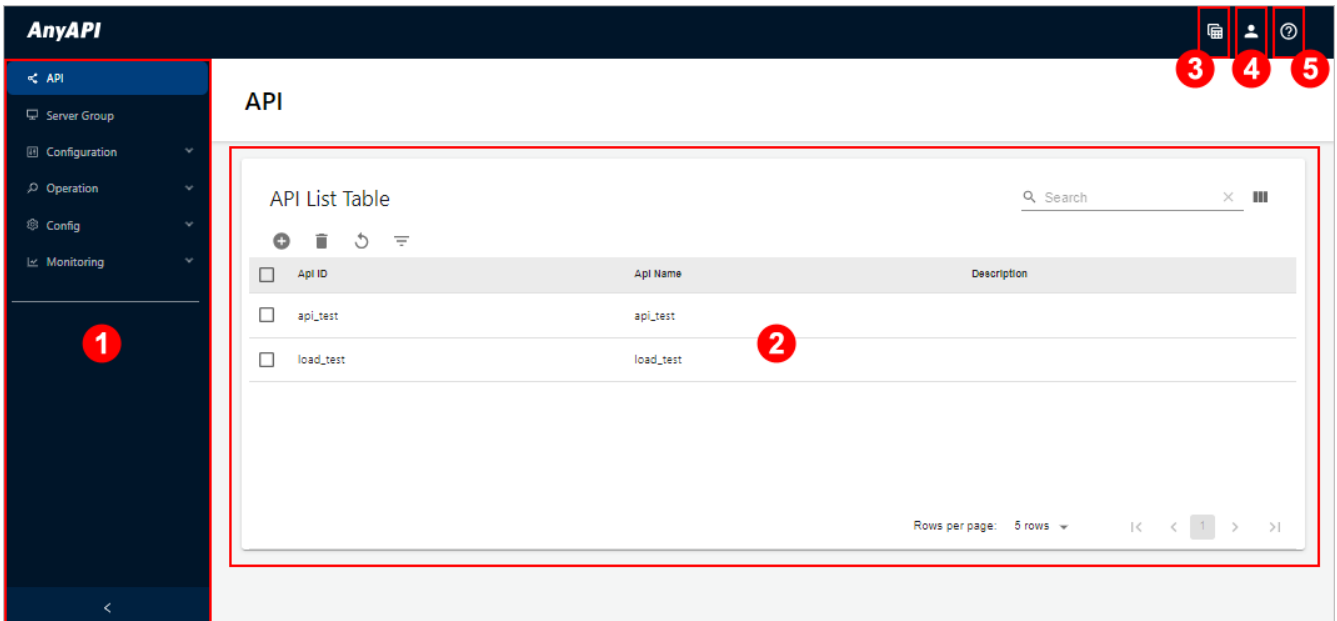 AnyAPI
3 4 5
API
Server Group
Configuration
Operation
Config
Monitoring
1
API
API List Table
Search
Api ID Api Name Description
api_test api_test
2
load_test load_test
Rows per page: 5 rows 1